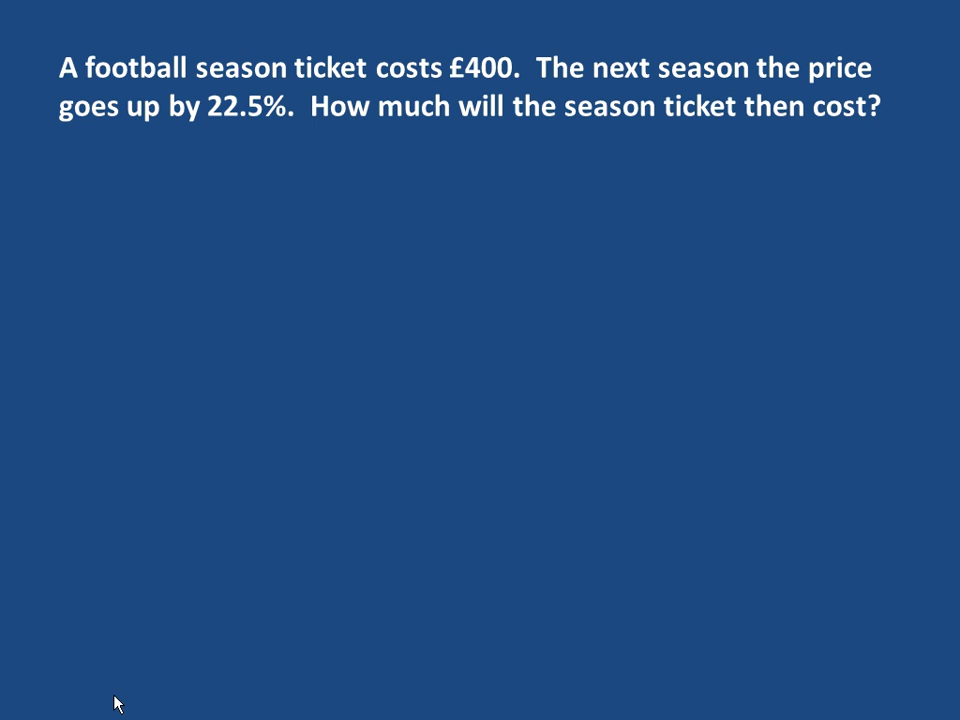 A football season ticket costs £400.  The next season the price
goes up by 22.5%.  How much will the season ticket then cost?